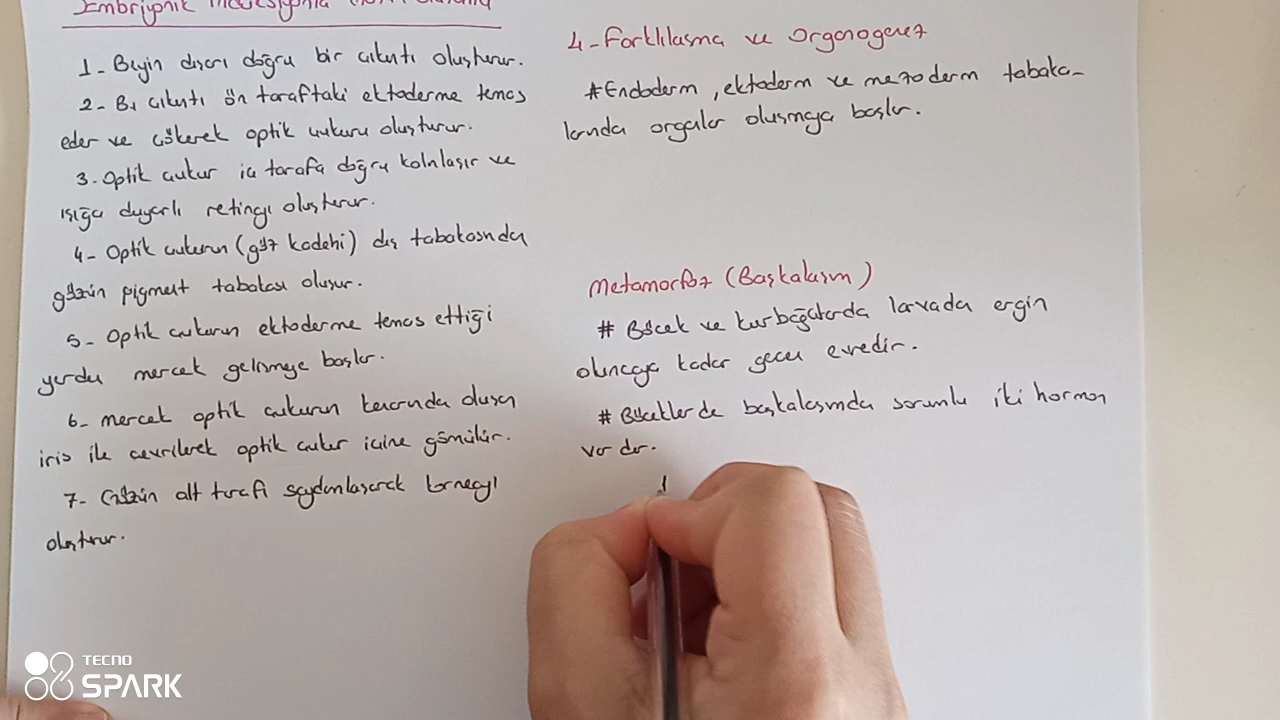 Embriyonik indüksiyonla
1- Beyin dışarı doğru bir çıkıntı oluşturur.
2- Bu çıkıntı ön taraftaki ektoderme temas
eder ve çökerek optik çukuru oluşturur.
3- Optik çukur iç tarafa doğru kalınlaşır ve
ışığa duyarlı retinayı oluşturur.
4- Optik çukurun (göz kadehi) dış tabakasında
gözün pigment tabakası oluşur.
5- Optik çukurun ektoderme temas ettiği
yerden mercek gelişmeye başlar.
6- mercek optik çukurun kenarında oluşan
iris ile çevrilerek optik çukur içine gömülür.
7- Gözün alt tarafı saydamlaşarak korneayı
oluşturur.
4- Farklılaşma ve Organogenez
#Endoderm, ektoderm ve mezoderm tabaka-
larında organlar oluşmaya başlar.
Metamorfoz (Başkalaşım)
# Böcek ve kurbağalarda larvada ergin
oluncaya kadar geçen evredir.
# Böceklerde başkalaşımda sorumlu iki hormon
vardır.
TECNO
SPARK